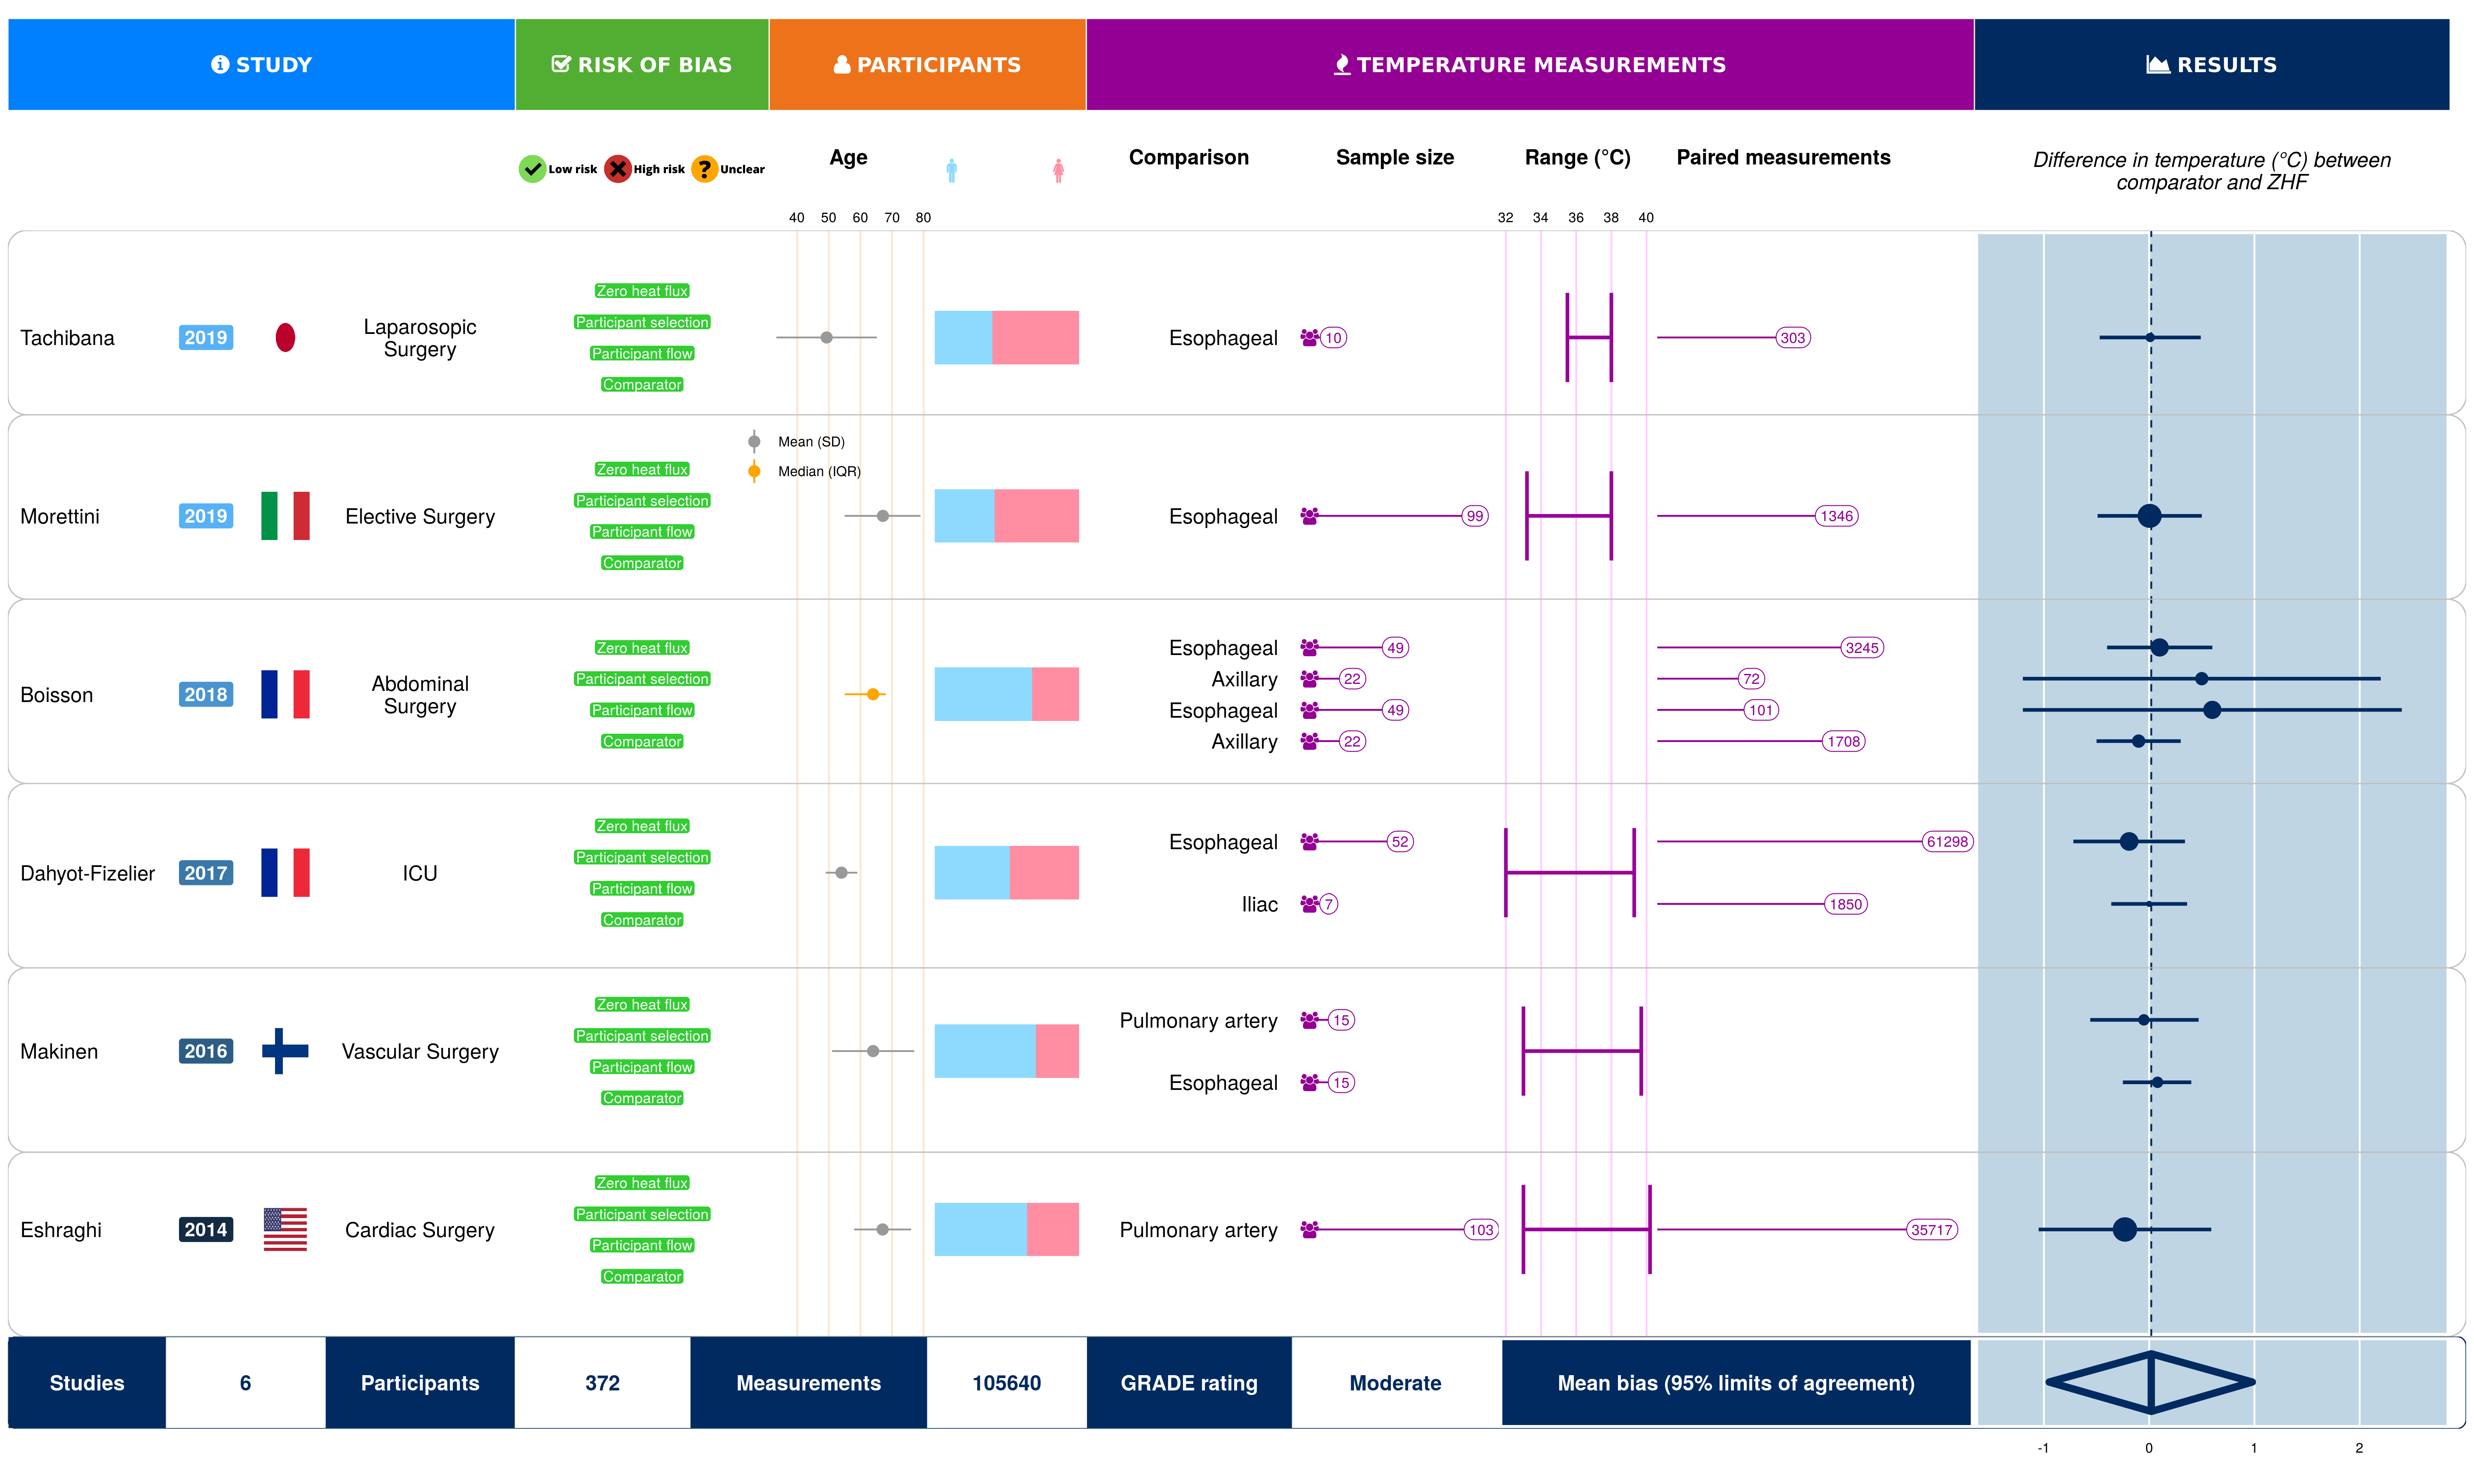 STUDY
RISK OF BIAS
PARTICIPANTS
TEMPERATURE MEASUREMENTS
RESULTS
Low risk
High risk
Unclear
Age
Comparison
Sample size
Range (°C)
Paired measurements
Difference in temperature (°C) between
comparator and ZHF
40 50 60 70 80
32 34 36 38 40
Tachibana
2019
Laparosopic
Surgery
Zero heat flux
Participant selection
Participant flow
Comparator
Esophageal
10
303
Mean (SD)
Median (IQR)
Morettini
2019
Elective Surgery
Zero heat flux
Participant selection
Participant flow
Comparator
Esophageal
99
1346
Boisson
2018
Abdominal
Surgery
Zero heat flux
Participant selection
Participant flow
Comparator
Esophageal 49 3245
Axillary 22 72
Esophageal 49 101
Axillary 22 1708
Dahyot-Fizelier
2017
ICU
Zero heat flux
Participant selection
Participant flow
Comparator
Esophageal 52 61298
Iliac 7 1850
Makinen
2016
Vascular Surgery
Zero heat flux
Participant selection
Participant flow
Comparator
Pulmonary artery 15
Esophageal 15
Eshraghi
2014
Cardiac Surgery
Zero heat flux
Participant selection
Participant flow
Comparator
Pulmonary artery 103 35717
Studies
6
Participants
372
Measurements
105640
GRADE rating
Moderate
Mean bias (95% limits of agreement)
-1 0 1 2